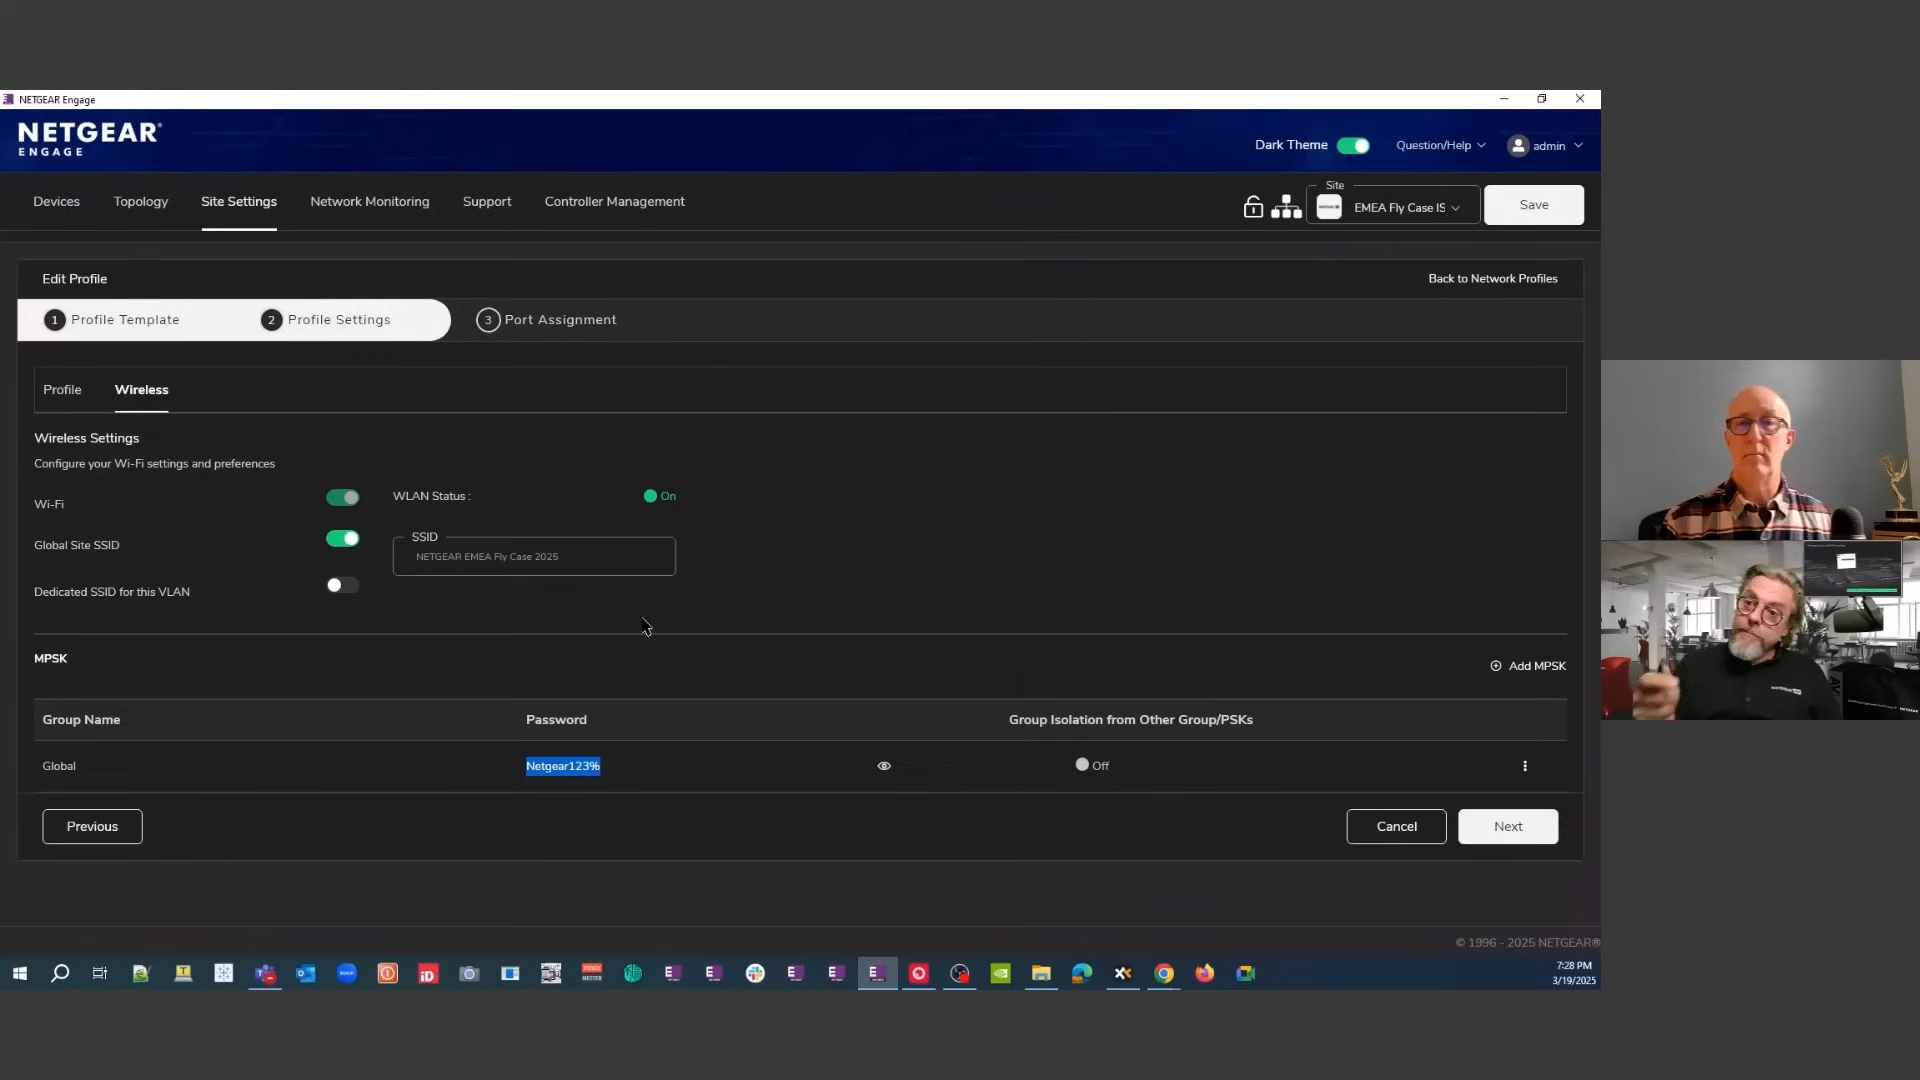 NETGEAR Engage
NETGEAR®
ENGAGE
Dark Theme
Question/Help
admin
Devices
Topology
Site Settings
Network Monitoring
Support
Controller Management
Site
EMEA Fly Case IS
Save
Edit Profile
Back to Network Profiles
1 Profile Template
2 Profile Settings
3 Port Assignment
Profile
Wireless
Wireless Settings
Configure your Wi-Fi settings and preferences
Wi-Fi
WLAN Status :
On
Global Site SSID
SSID
NETGEAR EMEA Fly Case 2025
Dedicated SSID for this VLAN
MPSK
Add MPSK
Group Name
Password
Group Isolation from Other Group/PSKs
Global
Netgear123%
Off
Previous
Cancel
Next
© 1996 - 2025 NETGEAR®
7:28 PM
3/19/2025